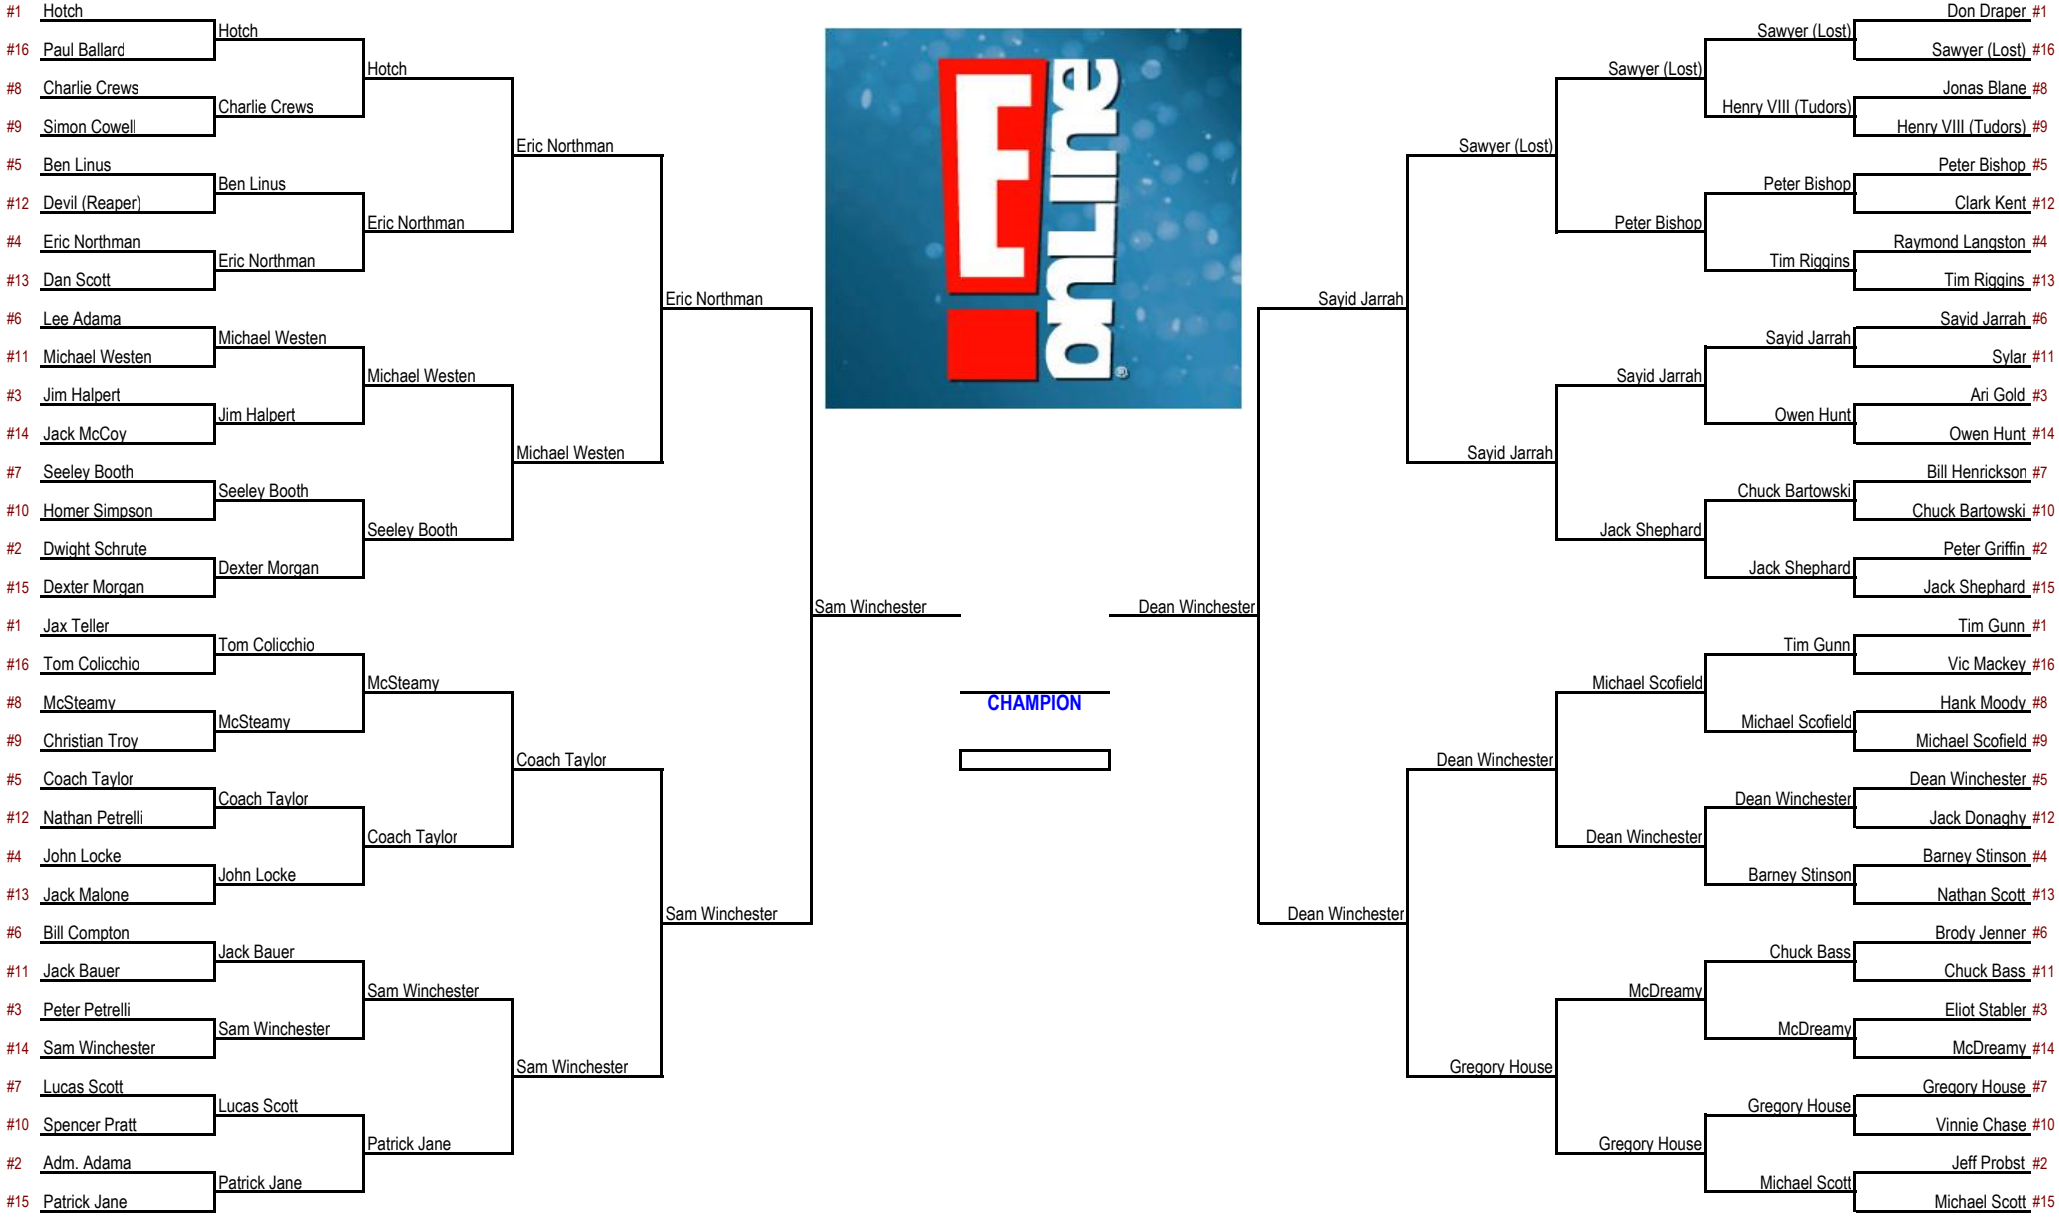 #1 Hotch
#16 Paul Ballard
#8 Charlie Crews
#9 Simon Cowell
#5 Ben Linus
#12 Devil (Reaper)
#4 Eric Northman
#13 Dan Scott
#6 Lee Adama
#11 Michael Westen
#3 Jim Halpert
#14 Jack McCoy
#7 Seeley Booth
#10 Homer Simpson
#2 Dwight Schrute
#15 Dexter Morgan
#1 Jax Teller
#16 Tom Colicchio
#8 McSteamy
#9 Christian Troy
#5 Coach Taylor
#12 Nathan Petrelli
#4 John Locke
#13 Jack Malone
#6 Bill Compton
#11 Jack Bauer
#3 Peter Petrelli
#14 Sam Winchester
#7 Lucas Scott
#10 Spencer Pratt
#2 Adm. Adama
#15 Patrick Jane
Hotch
Charlie Crews
Ben Linus
Eric Northman
Michael Westen
Jim Halpert
Seeley Booth
Dexter Morgan
Tom Colicchio
McSteamy
Coach Taylor
John Locke
Jack Bauer
Sam Winchester
Lucas Scott
Patrick Jane
Hotch
Eric Northman
Michael Westen
Seeley Booth
McSteamy
Coach Taylor
Sam Winchester
Patrick Jane
Eric Northman
Michael Westen
Coach Taylor
Sam Winchester
Eric Northman
Sam Winchester
Sam Winchester
E!
onLine
®
CHAMPION
Dean Winchester
Sayid Jarrah
Dean Winchester
Sawyer (Lost)
Sayid Jarrah
Dean Winchester
Gregory House
Sawyer (Lost)
Peter Bishop
Sayid Jarrah
Jack Shephard
Michael Scofield
Dean Winchester
McDreamy
Gregory House
Sawyer (Lost)
Henry VIII (Tudors)
Peter Bishop
Tim Riggins
Sayid Jarrah
Owen Hunt
Chuck Bartowski
Jack Shephard
Tim Gunn
Michael Scofield
Dean Winchester
Barney Stinson
Chuck Bass
McDreamy
Gregory House
Michael Scott
Don Draper #1
Sawyer (Lost) #16
Jonas Blane #8
Henry VIII (Tudors) #9
Peter Bishop #5
Clark Kent #12
Raymond Langston #4
Tim Riggins #13
Sayid Jarrah #6
Sylar #11
Ari Gold #3
Owen Hunt #14
Bill Henrickson #7
Chuck Bartowski #10
Peter Griffin #2
Jack Shephard #15
Tim Gunn #1
Vic Mackey #16
Hank Moody #8
Michael Scofield #9
Dean Winchester #5
Jack Donaghy #12
Barney Stinson #4
Nathan Scott #13
Brody Jenner #6
Chuck Bass #11
Eliot Stabler #3
McDreamy #14
Gregory House #7
Vinnie Chase #10
Jeff Probst #2
Michael Scott #15